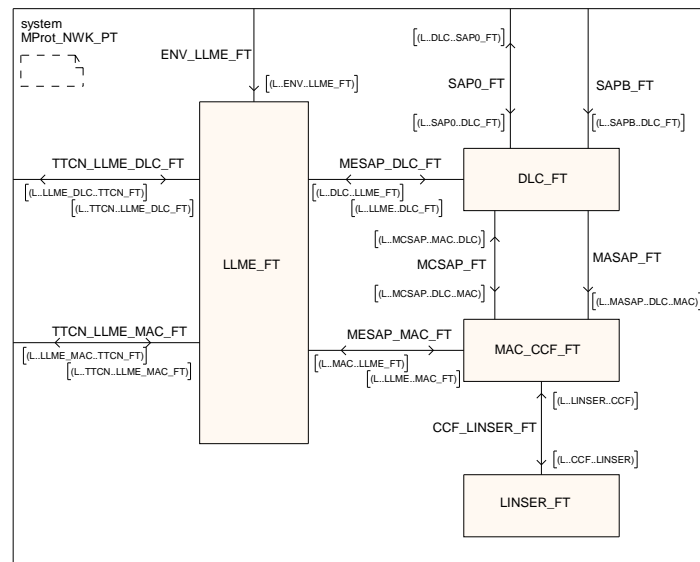 system
MProt_NWK_PT
ENV_LLME_FT
[(L..ENV..LLME_FT)]
[(L..DLC..SAP0_FT)]
SAP0_FT
[(L..SAP0..DLC_FT)]
SAPB_FT
[(L..SAPB..DLC_FT)]
TTCN_LLME_DLC_FT
[(L..LLME_DLC..TTCN_FT)]
[(L..TTCN..LLME_DLC_FT)]
MESAP_DLC_FT
[(L..DLC..LLME_FT)]
[(L..LLME..DLC_FT)]
DLC_FT
LLME_FT
[(L..MCSAP..MAC..DLC)]
MCSAP_FT
[(L..MCSAP..DLC..MAC)]
MASAP_FT
[(L..MASAP..DLC..MAC)]
TTCN_LLME_MAC_FT
[(L..LLME_MAC..TTCN_FT)]
[(L..TTCN..LLME_MAC_FT)]
MESAP_MAC_FT
[(L..MAC..LLME_FT)]
[(L..LLME..MAC_FT)]
MAC_CCF_FT
[(L..LINSER..CCF)]
CCF_LINSER_FT
[(L..CCF..LINSER)]
LINSER_FT